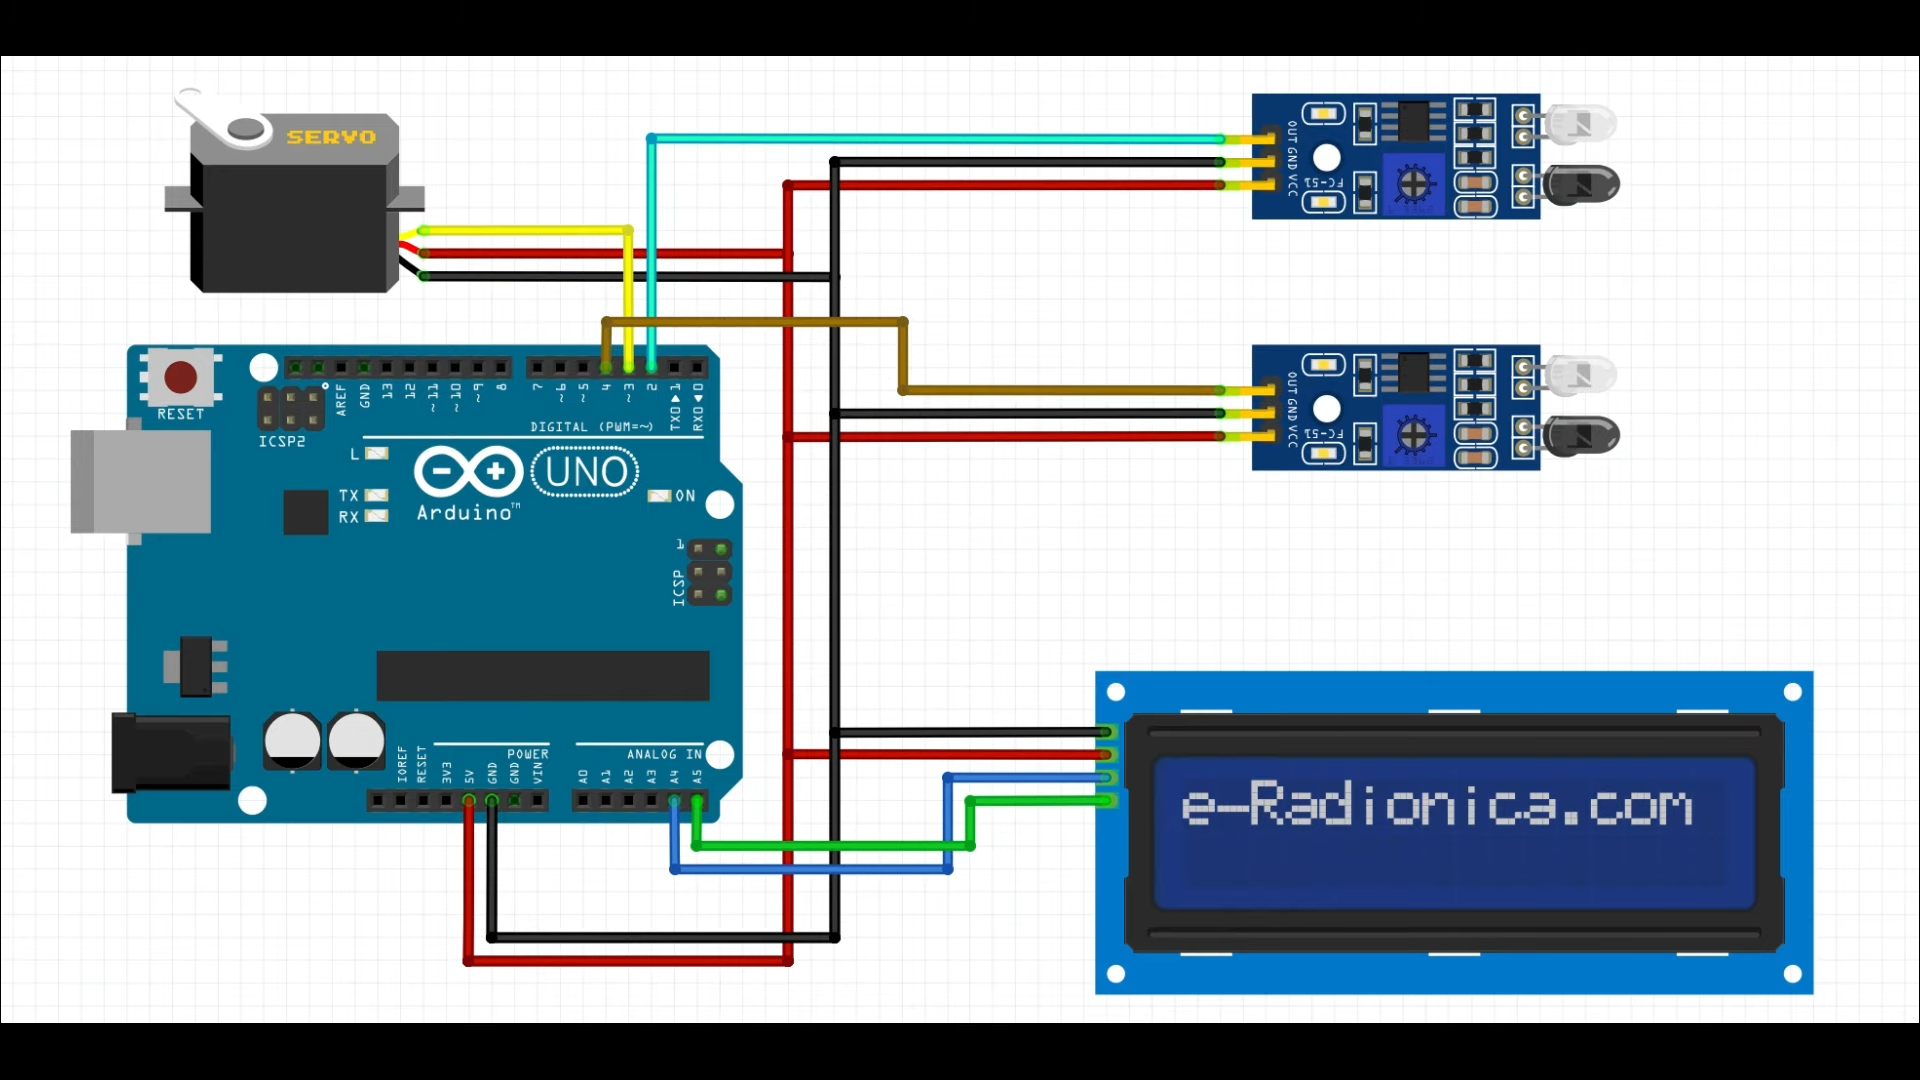 SERVO
OUT GND VCC
FC-51
RESET
ICSP2
AREF
GND
13
12
~11
~10
~9
8
7
~6
~5
4
~3
2
TX0▶1
RX0◀0
DIGITAL (PWM=~)
L
TX
RX
UNO
Arduino™
ON
1
ICSP
OUT GND VCC
FC-51
IOREF
RESET
3V3
5V
GND
GND
VIN
POWER
A0
A1
A2
A3
A4
A5
ANALOG IN
e-Radionica.com